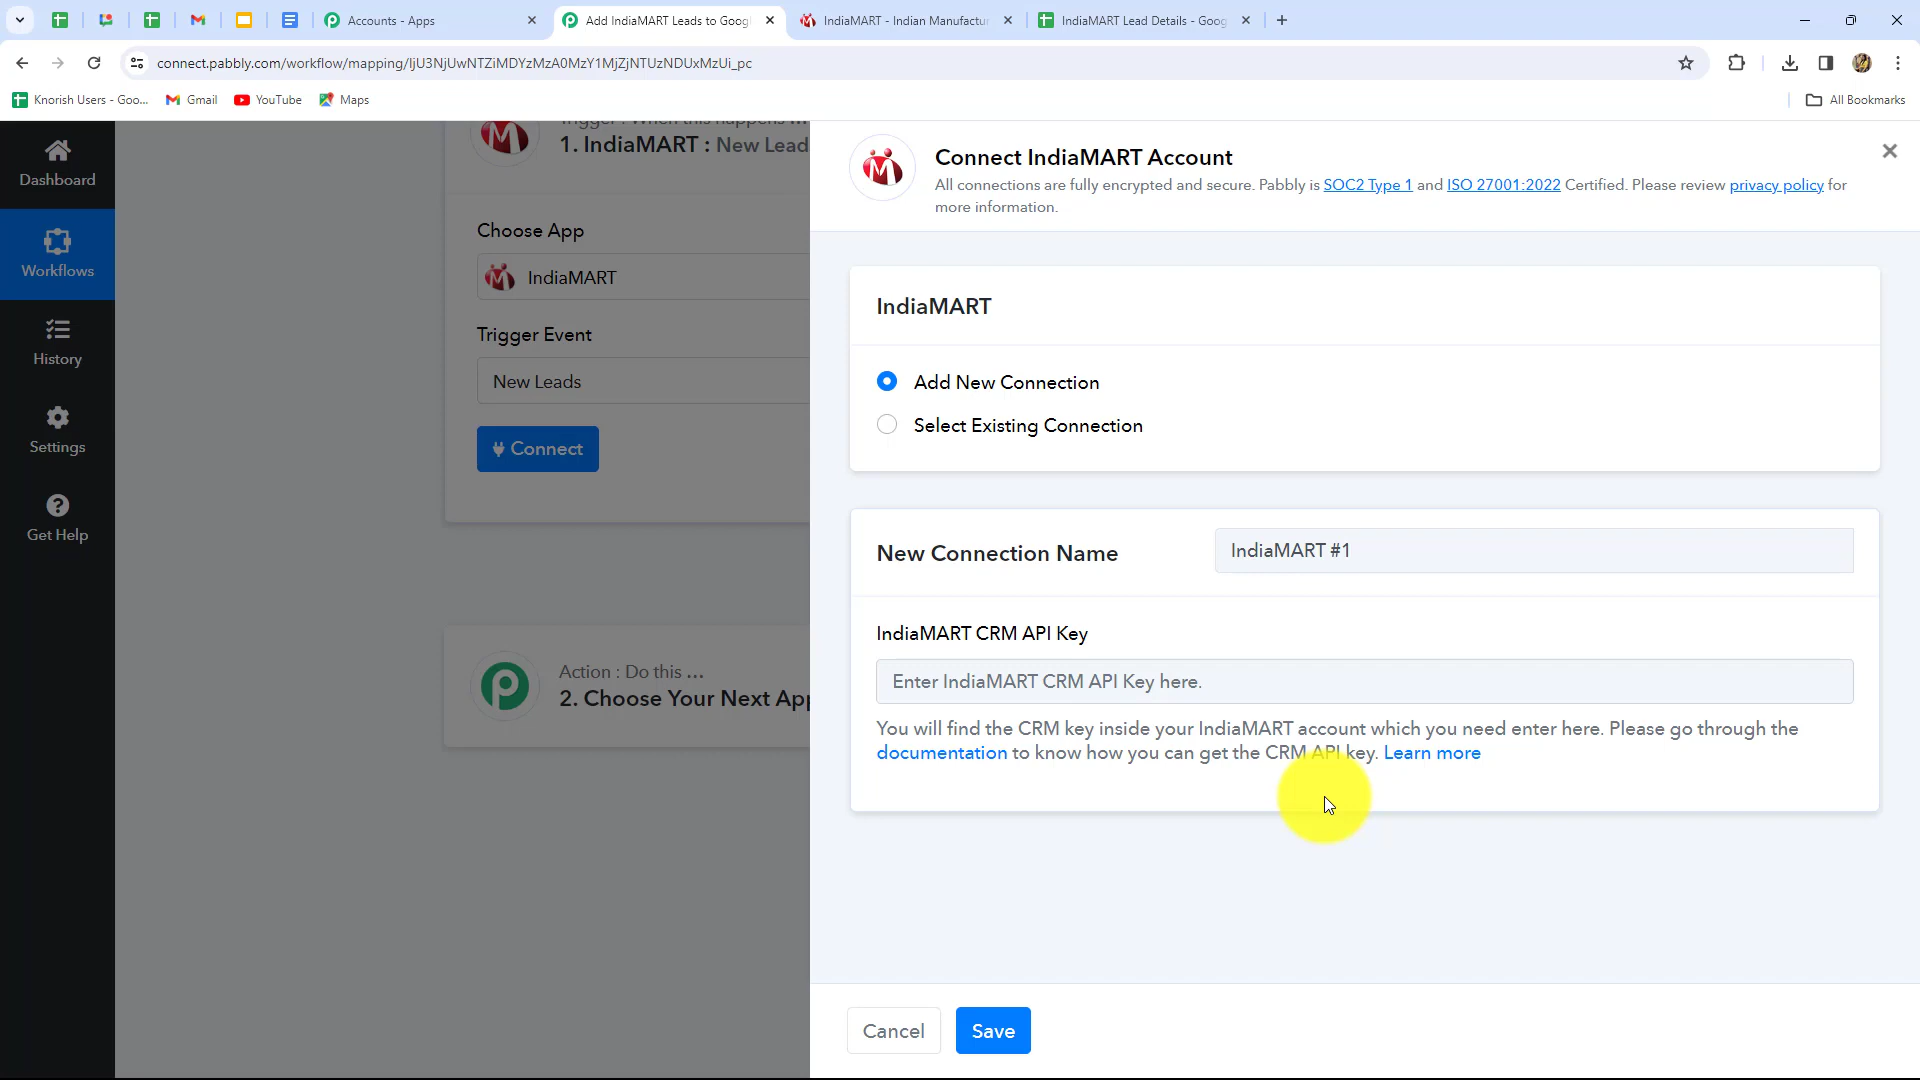 Accounts - Apps
Add IndiaMART Leads to Goog
IndiaMART - Indian Manufactur
IndiaMART Lead Details - Goog
connect.pabbly.com/workflow/mapping/IjU3NjUwNTZiMDYzMzA0MzY1MjZjNTUzNDUxMzUi_pc
Knorish Users - Goo...
Gmail
YouTube
Maps
All Bookmarks
Dashboard
Workflows
History
Settings
Get Help
1. IndiaMART : New Lead
Choose App
IndiaMART
Trigger Event
New Leads
Connect
Action : Do this ...
2. Choose Your Next App
Connect IndiaMART Account
All connections are fully encrypted and secure. Pabbly is SOC2 Type 1 and ISO 27001:2022 Certified. Please review privacy policy for
more information.
IndiaMART
Add New Connection
Select Existing Connection
New Connection Name
IndiaMART #1
IndiaMART CRM API Key
Enter IndiaMART CRM API Key here.
You will find the CRM key inside your IndiaMART account which you need enter here. Please go through the
documentation to know how you can get the CRM API key. Learn more
Cancel
Save